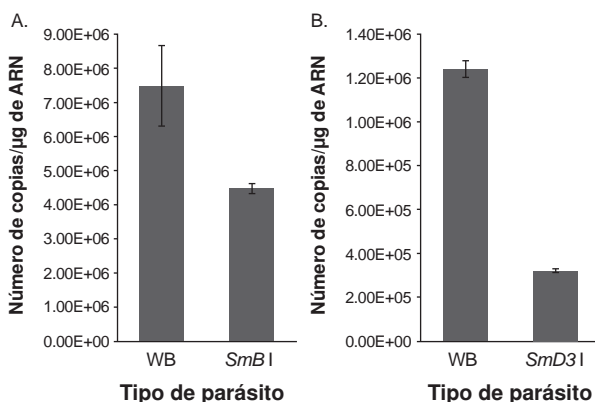 A.
Número de copias/µg de ARN
9.00E+06
8.00E+06
7.00E+06
6.00E+06
5.00E+06
4.00E+06
3.00E+06
2.00E+06
1.00E+06
0.00E+00
WB
SmB I
Tipo de parásito
B.
Número de copias/µg de ARN
1.40E+06
1.20E+06
1.00E+06
8.00E+05
6.00E+05
4.00E+05
2.00E+05
0.00E+00
WB
SmD3 I
Tipo de parásito